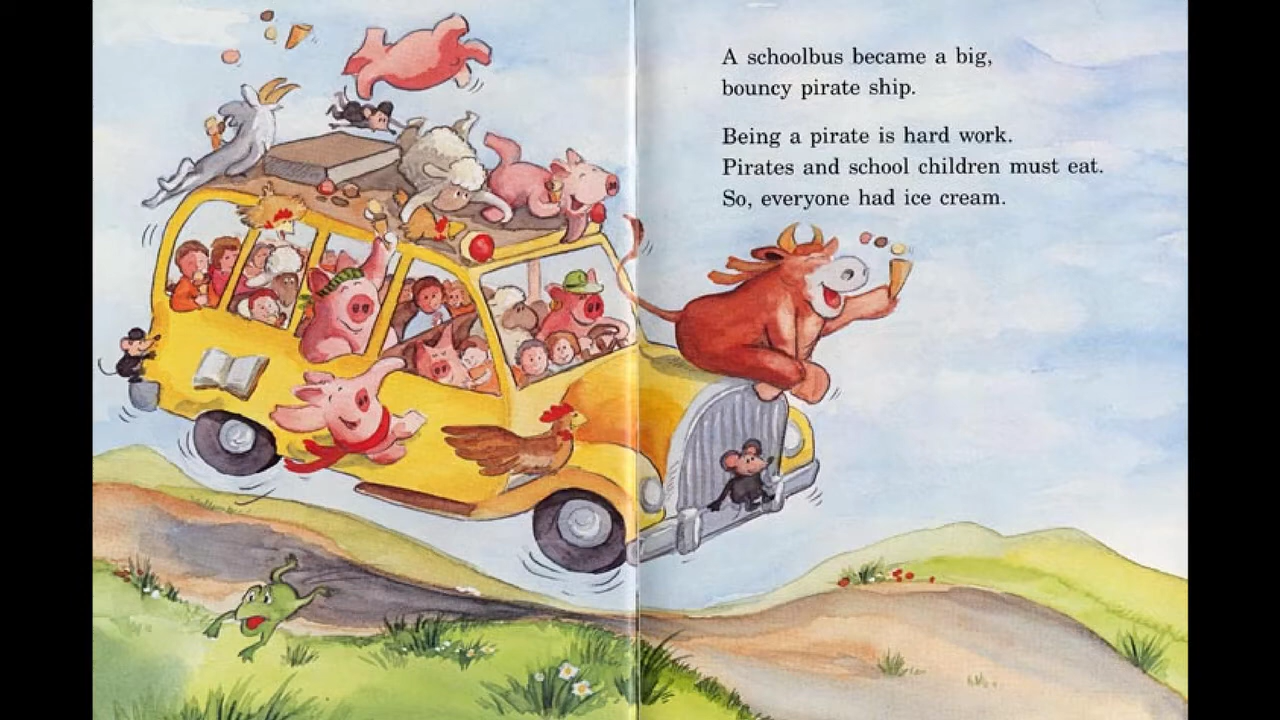 A schoolbus became a big,
bouncy pirate ship.
Being a pirate is hard work.
Pirates and school children must eat.
So, everyone had ice cream.